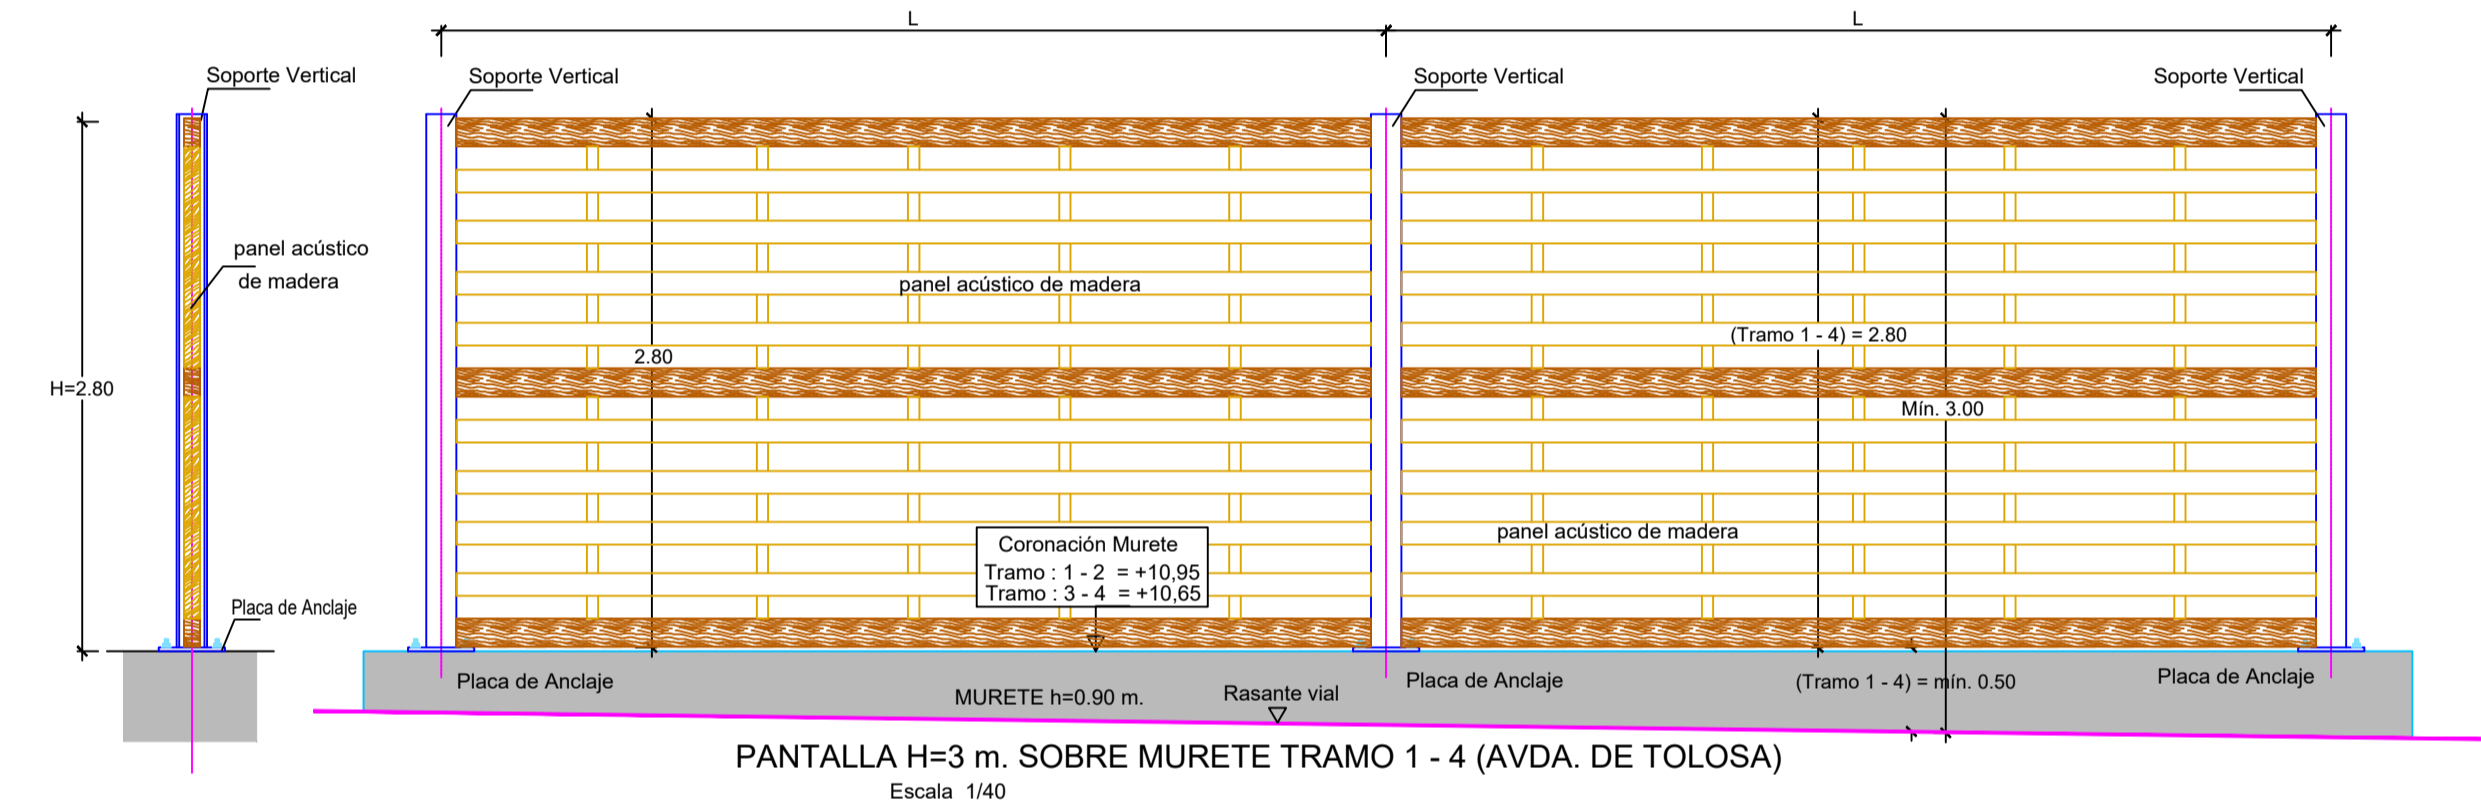 L
L
Soporte Vertical
Soporte Vertical
Soporte Vertical
Soporte Vertical
panel acústico
de madera
panel acústico de madera
(Tramo 1 - 4) = 2.80
2.80
H=2.80
Mín. 3.00
panel acústico de madera
Coronación Murete
Tramo : 1 - 2 = +10,95
Tramo : 3 - 4 = +10,65
Placa de Anclaje
Placa de Anclaje
MURETE h=0.90 m.
Rasante vial
Placa de Anclaje
(Tramo 1 - 4) = mín. 0.50
Placa de Anclaje
PANTALLA H=3 m. SOBRE MURETE TRAMO 1 - 4 (AVDA. DE TOLOSA)
Escala 1/40